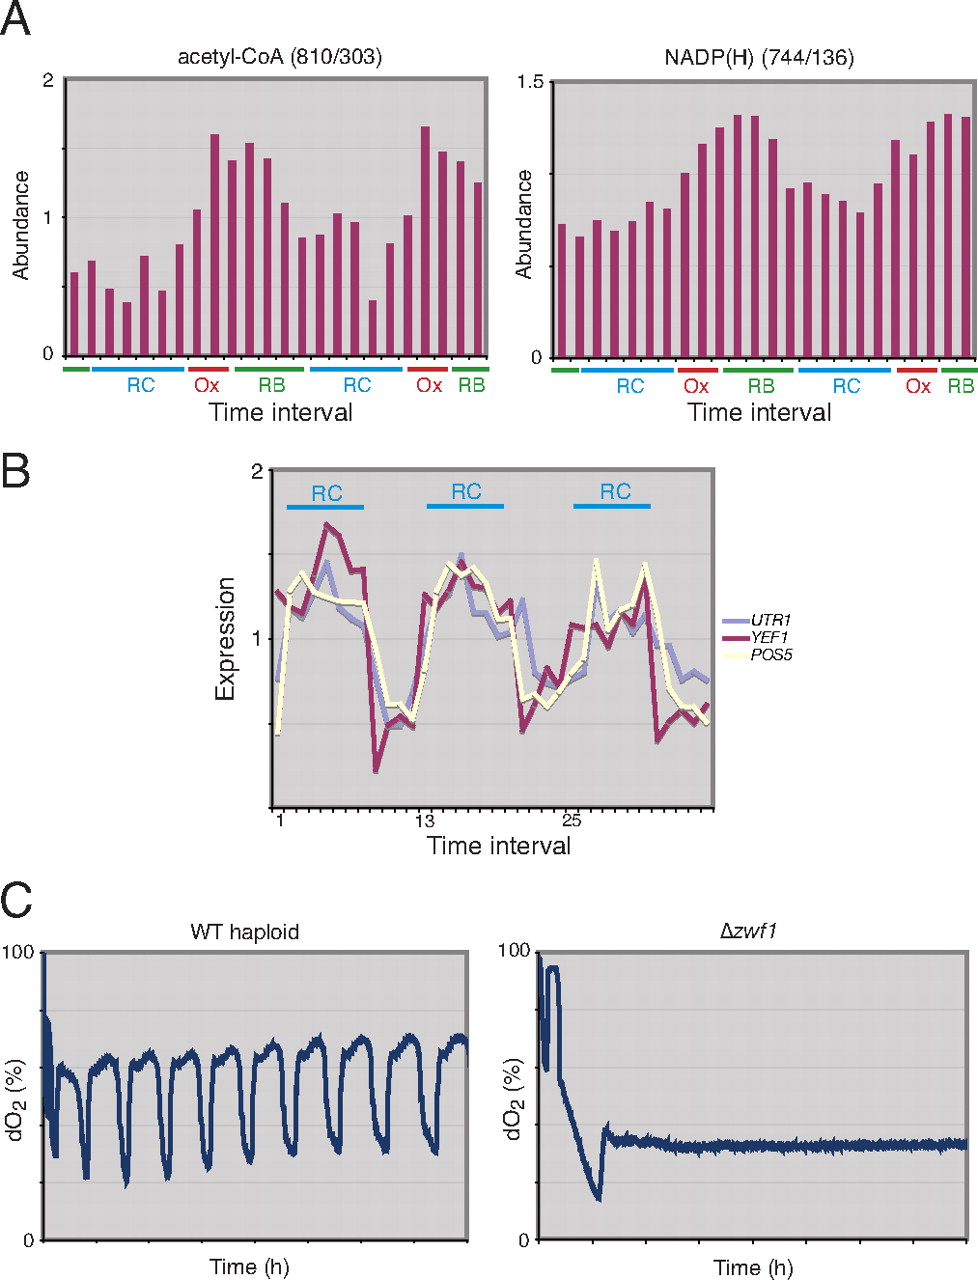 A
acetyl-CoA (810/303)
NADP(H) (744/136)
2
1
0
Abundance
RC Ox RB RC Ox RB
Time interval
1.5
0
Abundance
RC Ox RB RC Ox RB
Time interval
B
2
1
Expression
RC RC RC
1 13 25
Time interval
UTR1
YEF1
POS5
C
WT haploid
Δzwf1
100
0
dO2 (%)
Time (h)
100
0
dO2 (%)
Time (h)